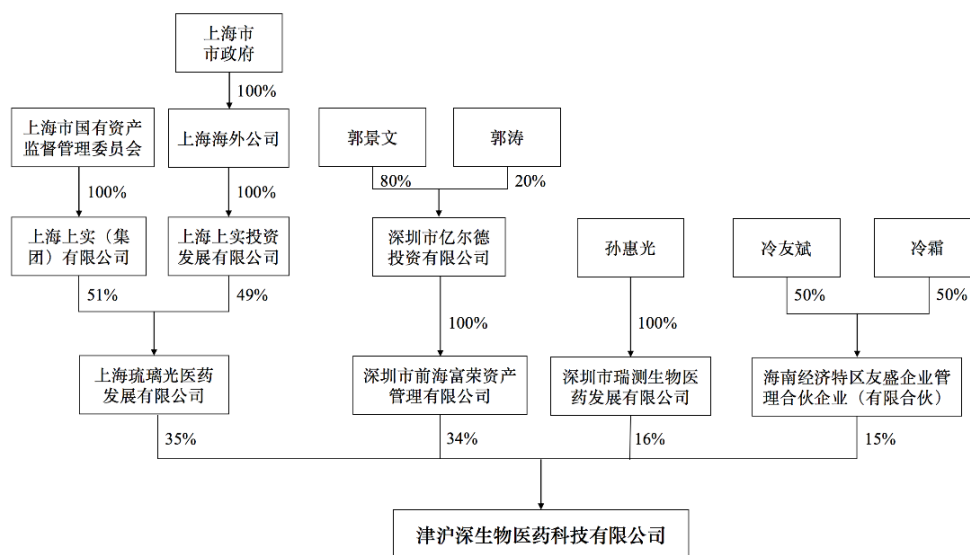 上海市
市政府
100%
上海市国有资产
监督管理委员会
上海海外公司
郭景文
郭涛
100%
100%
80%
20%
上海上实（集
团）有限公司
上海上实投资
发展有限公司
深圳市亿尔德
投资有限公司
孙惠光
冷友斌
冷霜
51%
49%
100%
100%
50%
50%
上海琉璃光医药
发展有限公司
深圳市前海富荣资产
管理有限公司
深圳市瑞测生物医
药发展有限公司
海南经济特区友盛企业管
理合伙企业（有限合伙）
35%
34%
16%
15%
津沪深生物医药科技有限公司